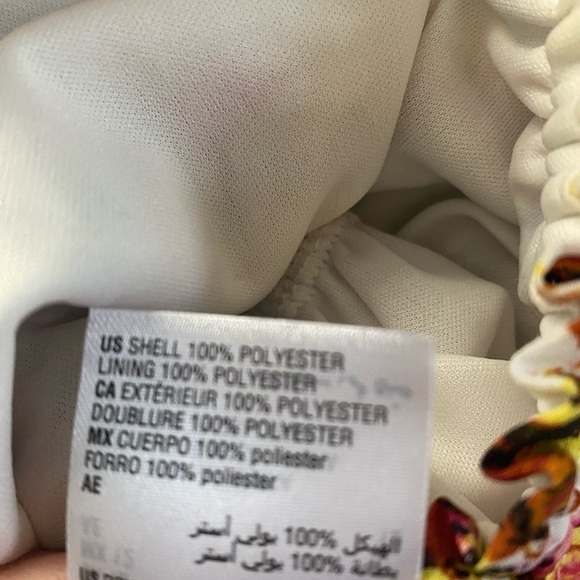 US SHELL 100% POLYESTER
LINING 100% POLYESTER
CA EXTÉRIEUR 100% POLYESTER
DOUBLURE 100% POLYESTER
MX CUERPO 100% poliester
FORRO 100% poliester
AE
الهيكل 100% بولي أستر
بطانة 100% بولي أستر